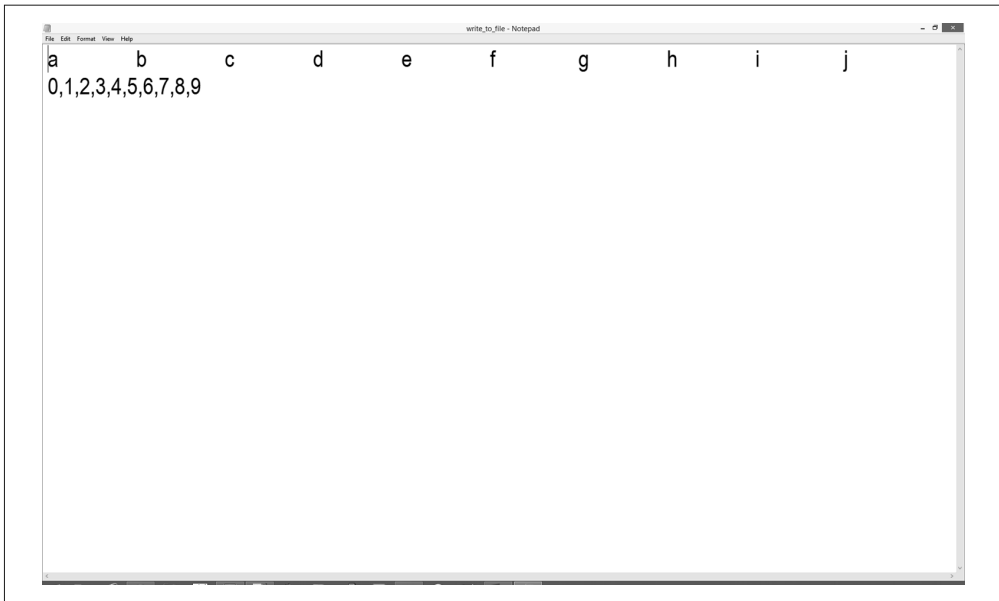 write_to_file - Notepad
File Edit Format View Help
a b c d e f g h i j
0,1,2,3,4,5,6,7,8,9